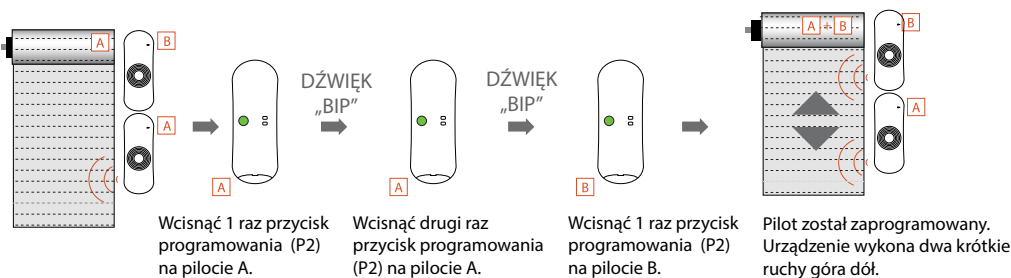 A
B
A
DŹWIĘK
„BIP”
A
Wcisnąć 1 raz przycisk
programowania (P2)
na pilocie A.
DŹWIĘK
„BIP”
A
Wcisnąć drugi raz
przycisk programowania
(P2) na pilocie A.
B
Wcisnąć 1 raz przycisk
programowania (P2)
na pilocie B.
A + B
B
A
Pilot został zaprogramowany.
Urządzenie wykona dwa krótkie
ruchy góra dół.